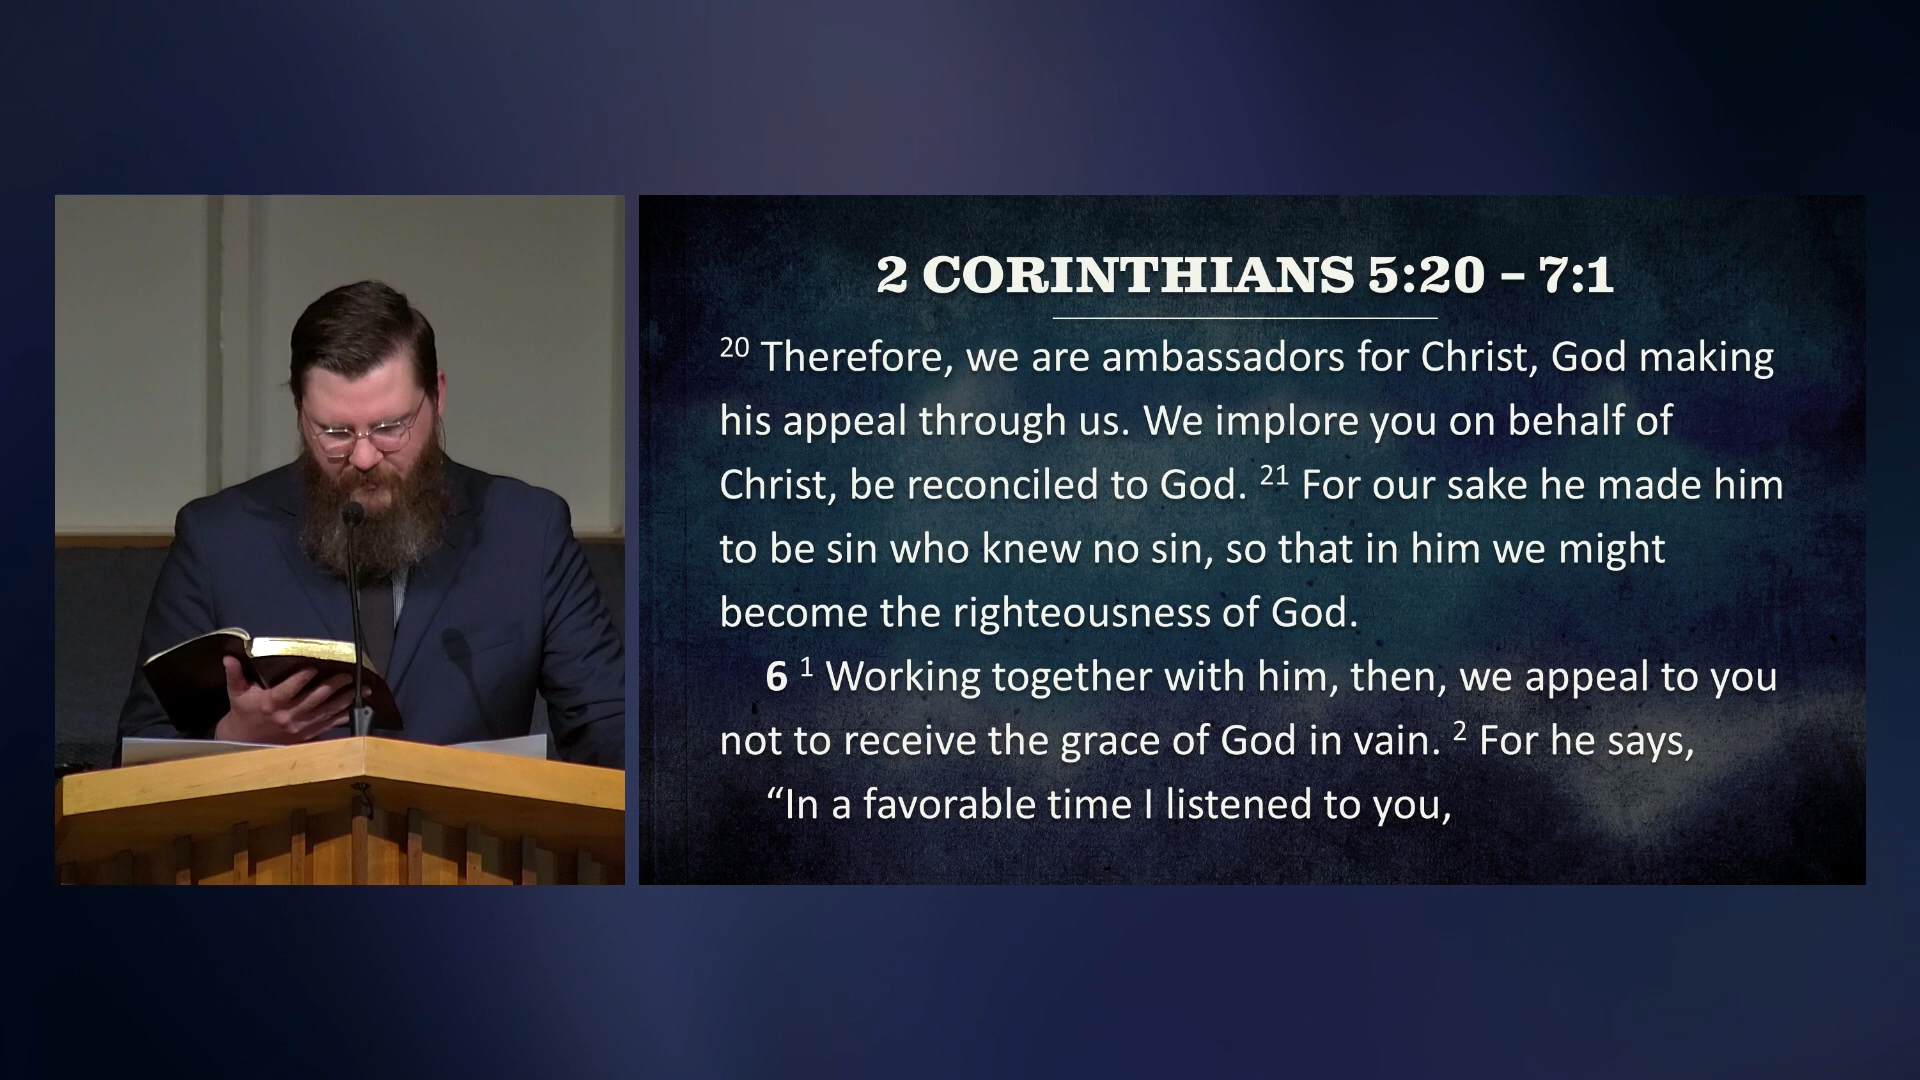 2 CORINTHIANS 5:20 – 7:1
20 Therefore, we are ambassadors for Christ, God making
his appeal through us. We implore you on behalf of
Christ, be reconciled to God. 21 For our sake he made him
to be sin who knew no sin, so that in him we might
become the righteousness of God.
6 1 Working together with him, then, we appeal to you
not to receive the grace of God in vain. 2 For he says,
“In a favorable time I listened to you,